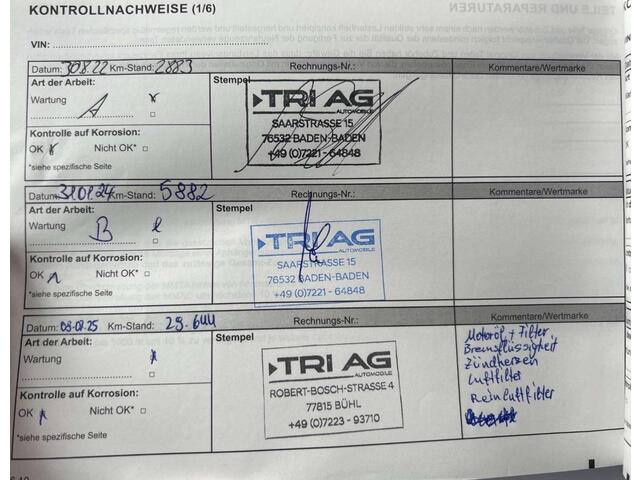 KONTROLLNACHWEISE (1/6)
TEILE UND REPARATUREN
VIN:
Datum: 30.8.22 Km-Stand: 2883 Rechnungs-Nr.: Kommentare/Wertmarke
Art der Arbeit: Stempel
Wartung A
Kontrolle auf Korrosion:
OK Nicht OK*
*siehe spezifische Seite
TRI AG
AUTOMOBILE
SAARSTRASSE 15
76532 BADEN-BADEN
+49 (0)7221 - 64848
Datum: 31.01.24 Km-Stand: 5882 Rechnungs-Nr.: Kommentare/Wertmarke
Art der Arbeit: Stempel
Wartung B
Kontrolle auf Korrosion:
OK Nicht OK*
*siehe spezifische Seite
TRI AG
AUTOMOBILE
SAARSTRASSE 15
76532 BADEN-BADEN
+49 (0)7221 - 64848
Datum: 03-07-25 Km-Stand: 29.644 Rechnungs-Nr.: Kommentare/Wertmarke
Art der Arbeit: Stempel
Wartung
Kontrolle auf Korrosion:
OK Nicht OK*
*siehe spezifische Seite
TRI AG
AUTOMOBILE
ROBERT-BOSCH-STRASSE 4
77815 BÜHL
+49 (0)7223 - 93710
Motoröl + Filter
Bremsflüssigkeit
Zündkerzen
Luftfilter
Reinluftfilter